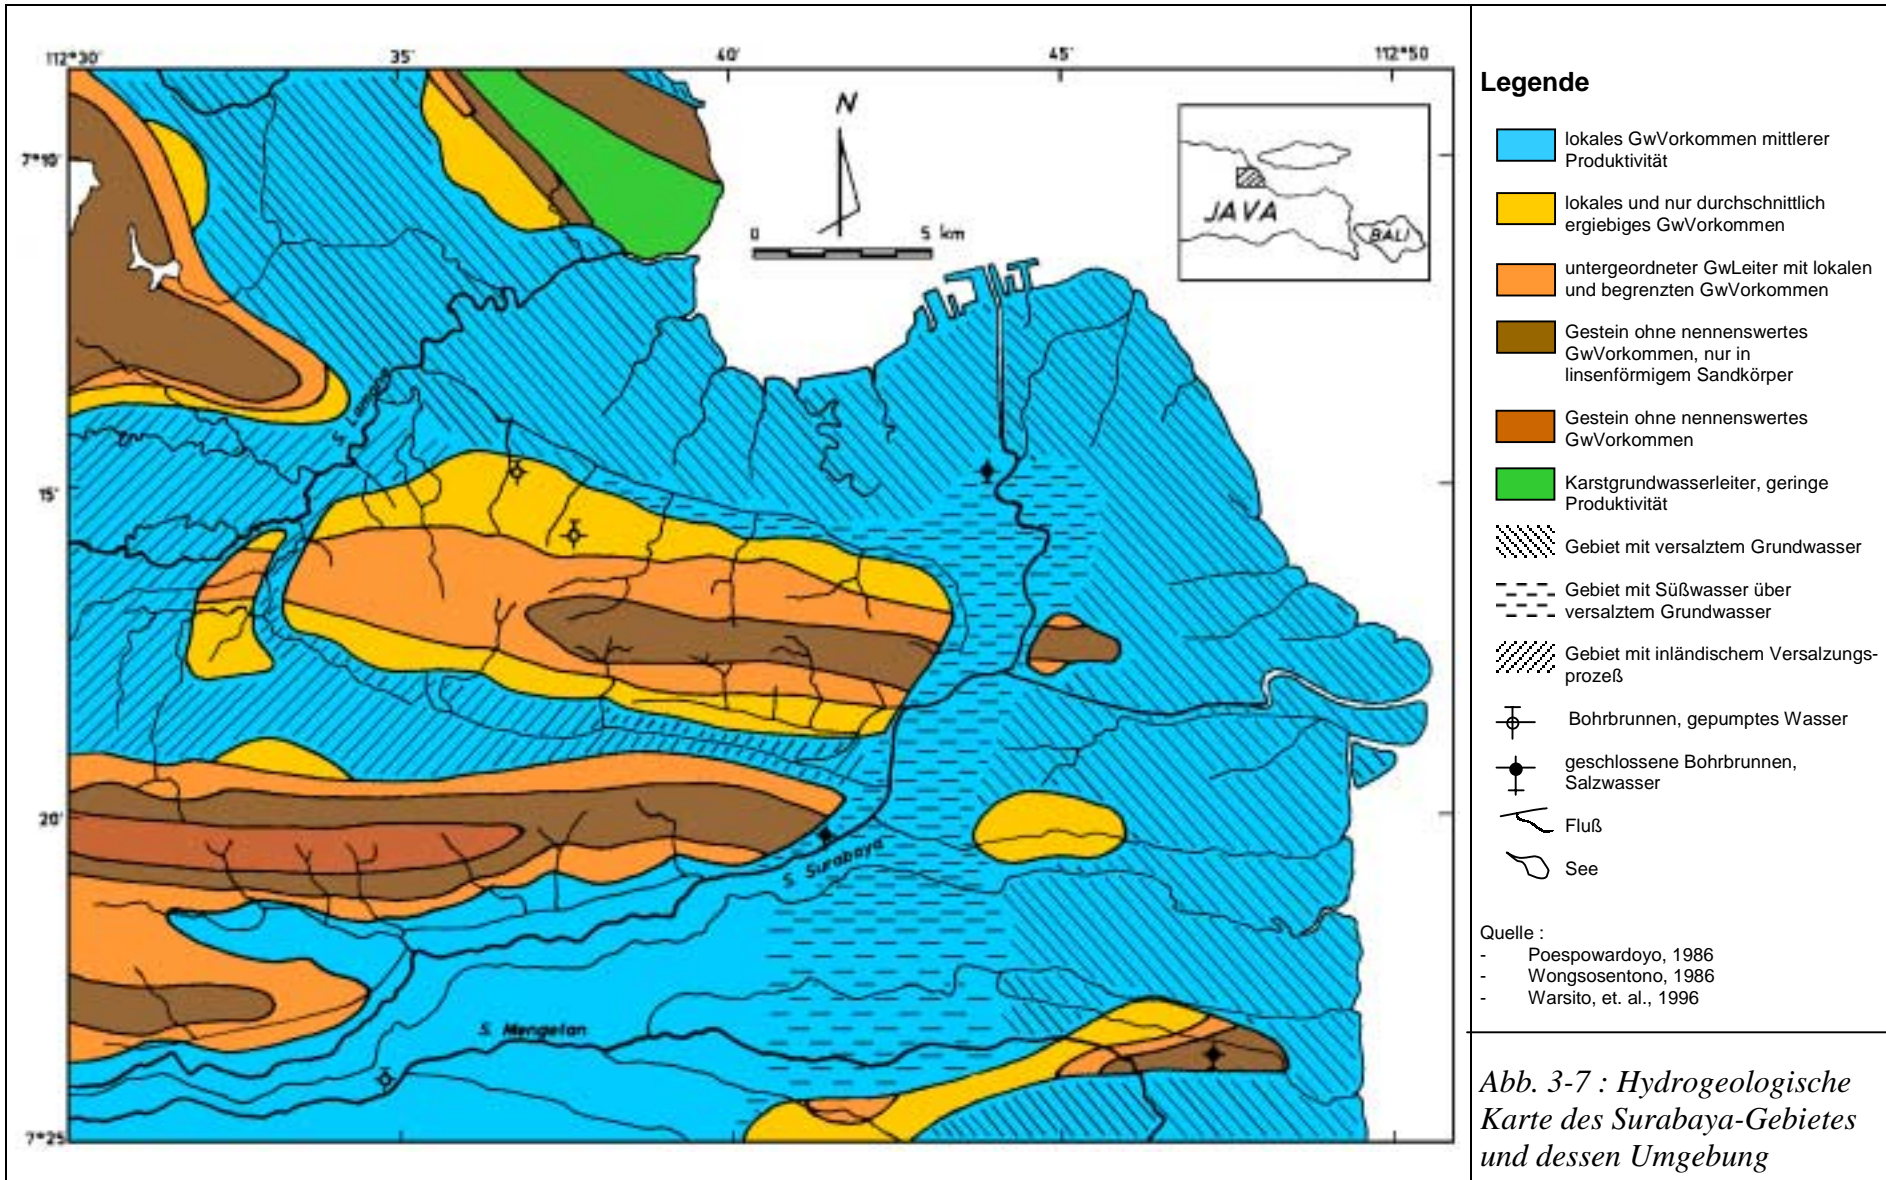 112°30'
35'
40'
45'
112°50'
7°10'
15'
20'
7°25'
N
0 5 km
JAVA
BALI
S. Lamong
S. Surabaya
S. Mengetan
Legende
lokales GwVorkommen mittlerer
Produktivität
lokales und nur durchschnittlich
ergiebiges GwVorkommen
untergeordneter GwLeiter mit lokalen
und begrenzten GwVorkommen
Gestein ohne nennenswertes
GwVorkommen, nur in
linsenförmigem Sandkörper
Gestein ohne nennenswertes
GwVorkommen
Karstgrundwasserleiter, geringe
Produktivität
Gebiet mit versalztem Grundwasser
Gebiet mit Süßwasser über
versalztem Grundwasser
Gebiet mit inländischem Versalzungs-
prozeß
Bohrbrunnen, gepumptes Wasser
geschlossene Bohrbrunnen,
Salzwasser
Fluß
See
Quelle :
- Poespowardoyo, 1986
- Wongsosentono, 1986
- Warsito, et. al., 1996
Abb. 3-7 : Hydrogeologische
Karte des Surabaya-Gebietes
und dessen Umgebung